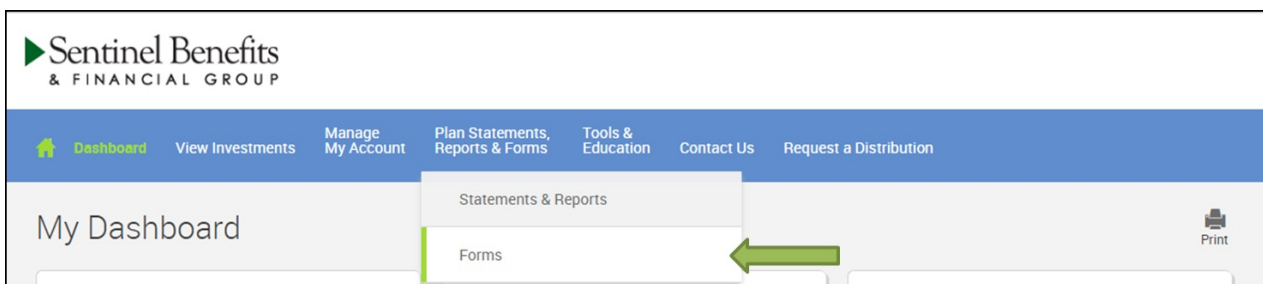 Sentinel Benefits
& FINANCIAL GROUP
Dashboard
View Investments
Manage
My Account
Plan Statements,
Reports & Forms
Tools &
Education
Contact Us
Request a Distribution
Statements & Reports
My Dashboard
Print
Forms